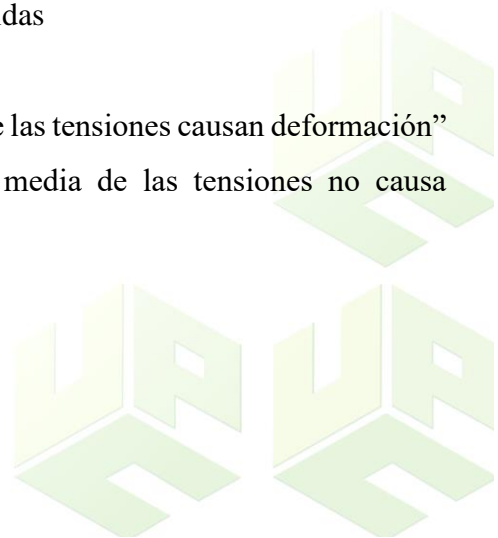 das
e las tensiones causan deformación”
media de las tensiones no causa